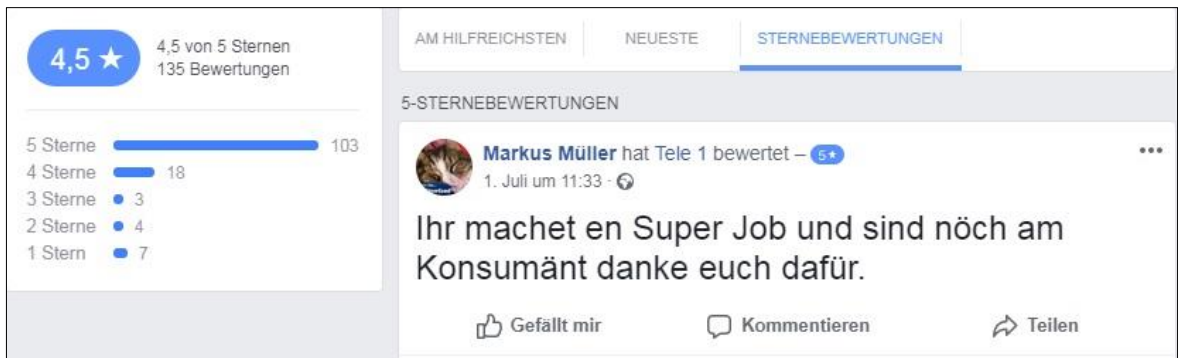 4,5 ★
4,5 von 5 Sternen
135 Bewertungen
5 Sterne 103
4 Sterne 18
3 Sterne 3
2 Sterne 4
1 Stern 7
AM HILFREICHSTEN NEUESTE STERNEBEWERTUNGEN
5-STERNEBEWERTUNGEN
Markus Müller hat Tele 1 bewertet – 5★
1. Juli um 11:33 ·
Ihr machet en Super Job und sind nöch am
Konsumänt danke euch dafür.
Gefällt mir Kommentieren Teilen